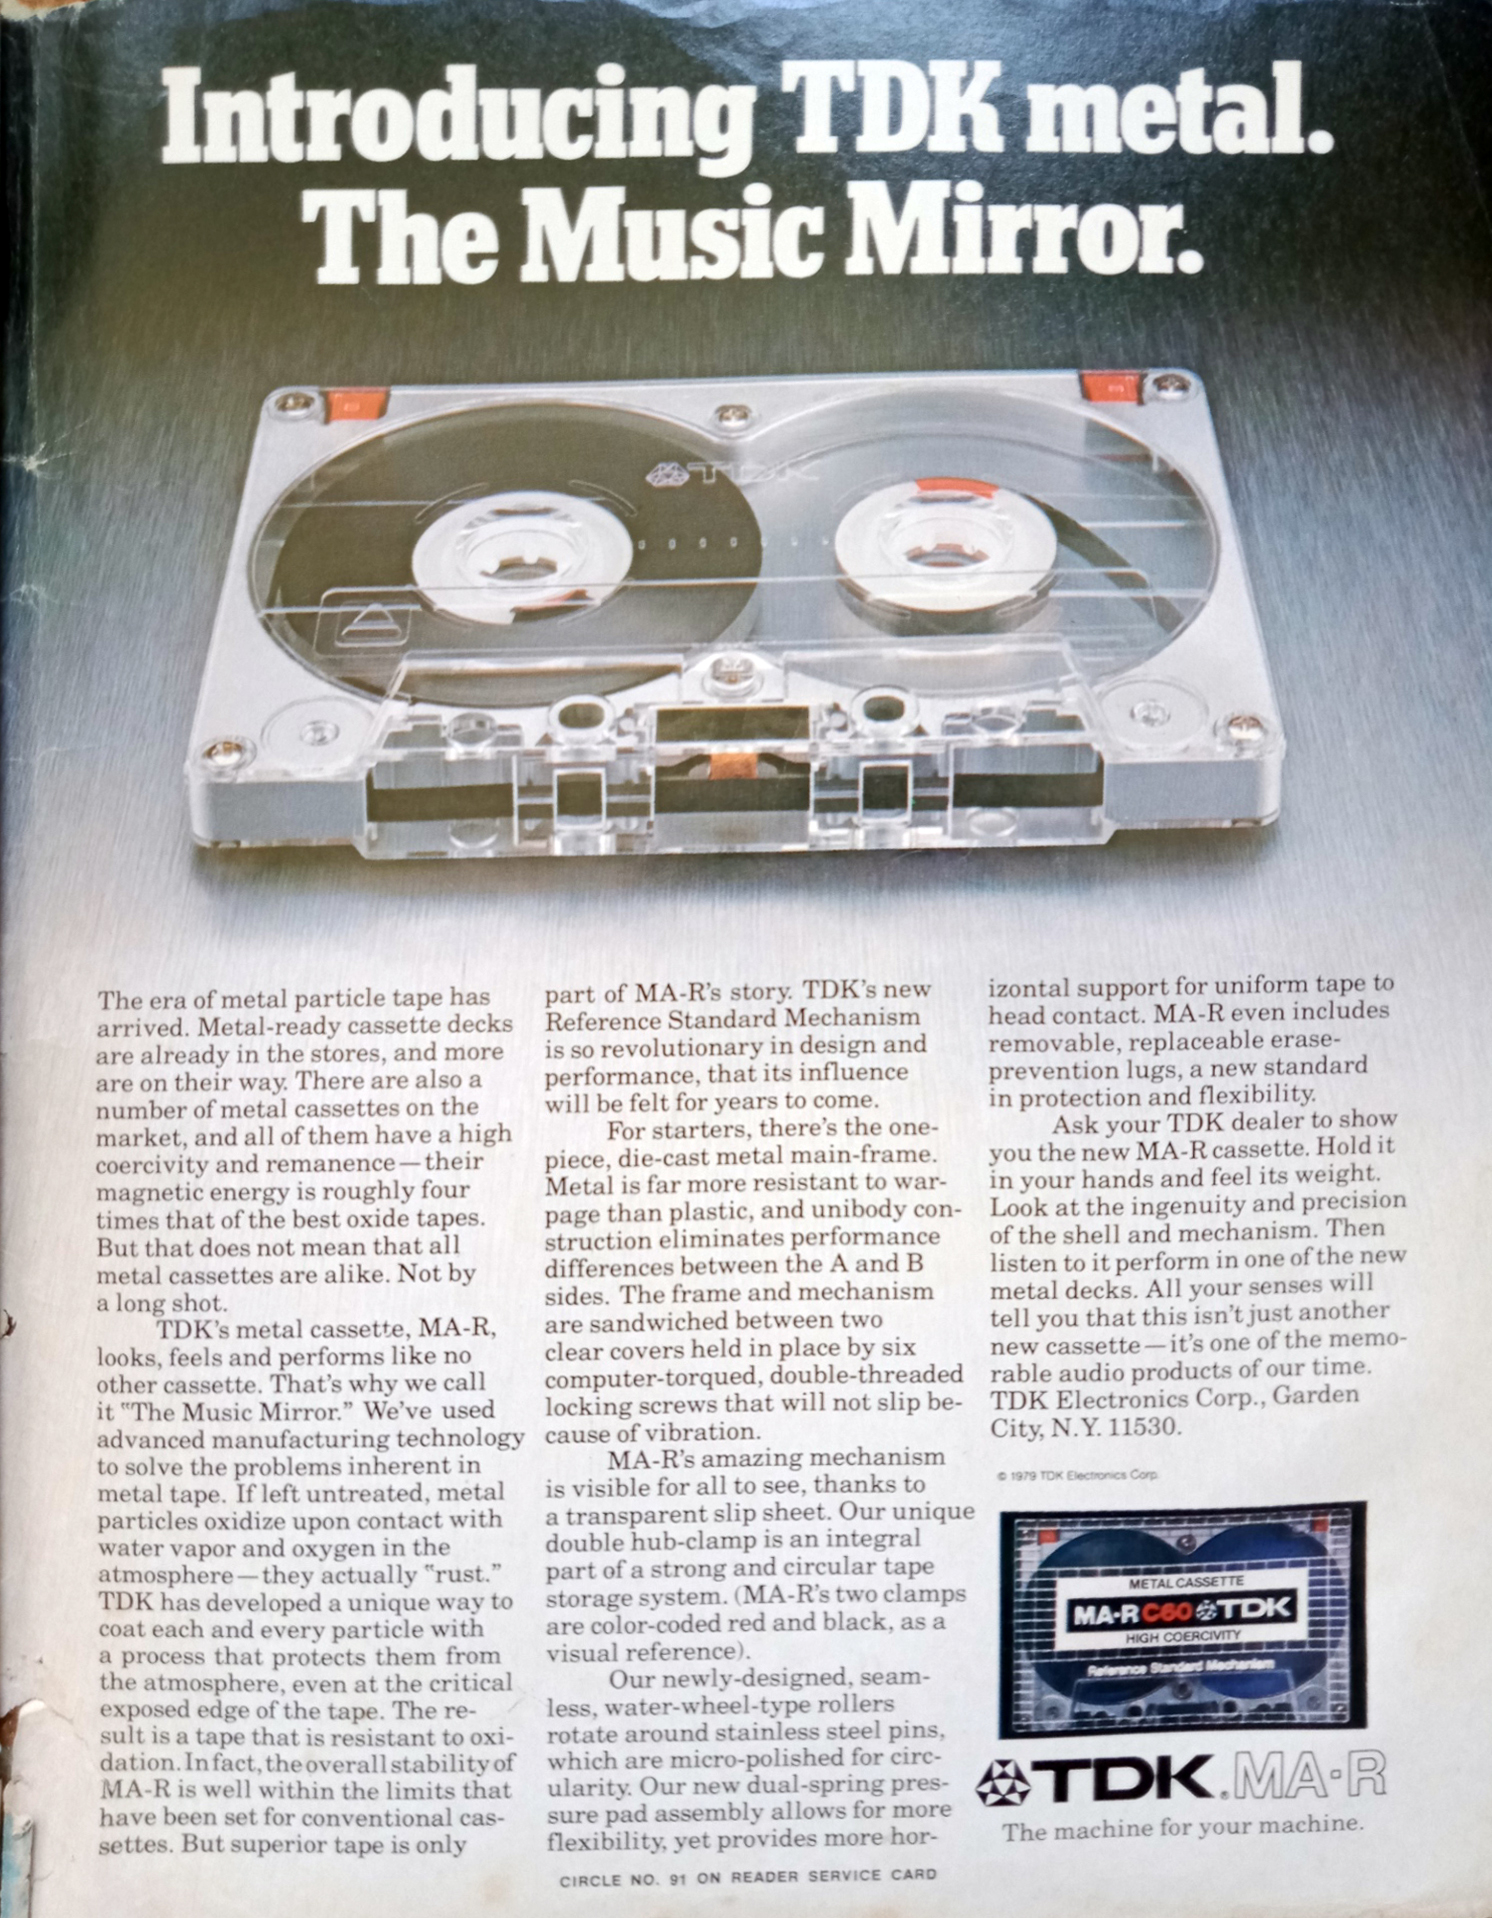 Introducing TDK metal.
The Music Mirror.
TDK
The era of metal particle tape has
arrived. Metal-ready cassette decks
are already in the stores, and more
are on their way. There are also a
number of metal cassettes on the
market, and all of them have a high
coercivity and remanence—their
magnetic energy is roughly four
times that of the best oxide tapes.
But that does not mean that all
metal cassettes are alike. Not by
a long shot.
TDK's metal cassette, MA-R,
looks, feels and performs like no
other cassette. That's why we call
it "The Music Mirror." We've used
advanced manufacturing technology
to solve the problems inherent in
metal tape. If left untreated, metal
particles oxidize upon contact with
water vapor and oxygen in the
atmosphere—they actually "rust."
TDK has developed a unique way to
coat each and every particle with
a process that protects them from
the atmosphere, even at the critical
exposed edge of the tape. The re-
sult is a tape that is resistant to oxi-
dation. In fact, the overall stability of
MA-R is well within the limits that
have been set for conventional cas-
settes. But superior tape is only
part of MA-R's story. TDK's new
Reference Standard Mechanism
is so revolutionary in design and
performance, that its influence
will be felt for years to come.
For starters, there's the one-
piece, die-cast metal main-frame.
Metal is far more resistant to war-
page than plastic, and unibody con-
struction eliminates performance
differences between the A and B
sides. The frame and mechanism
are sandwiched between two
clear covers held in place by six
computer-torqued, double-threaded
locking screws that will not slip be-
cause of vibration.
MA-R's amazing mechanism
is visible for all to see, thanks to
a transparent slip sheet. Our unique
double hub-clamp is an integral
part of a strong and circular tape
storage system. (MA-R's two clamps
are color-coded red and black, as a
visual reference).
Our newly-designed, seam-
less, water-wheel-type rollers
rotate around stainless steel pins,
which are micro-polished for circ-
ularity. Our new dual-spring pres-
sure pad assembly allows for more
flexibility, yet provides more hor-
izontal support for uniform tape to
head contact. MA-R even includes
removable, replaceable erase-
prevention lugs, a new standard
in protection and flexibility.
Ask your TDK dealer to show
you the new MA-R cassette. Hold it
in your hands and feel its weight.
Look at the ingenuity and precision
of the shell and mechanism. Then
listen to it perform in one of the new
metal decks. All your senses will
tell you that this isn't just another
new cassette—it's one of the memo-
rable audio products of our time.
TDK Electronics Corp., Garden
City, N.Y. 11530.
© 1979 TDK Electronics Corp.
METAL CASSETTE
MA-R C60 TDK
HIGH COERCIVITY
Reference Standard Mechanism
TDK. MA-R
The machine for your machine.
CIRCLE NO. 91 ON READER SERVICE CARD